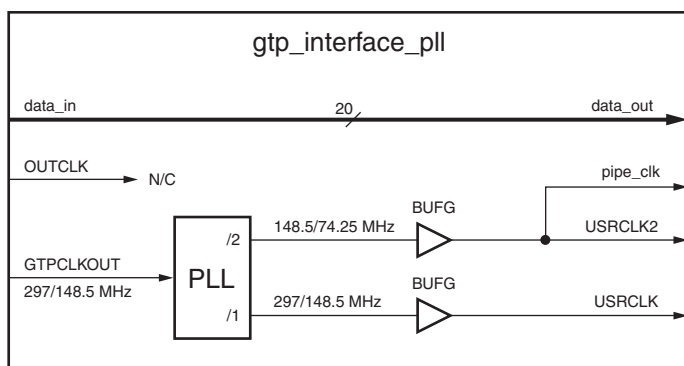 gtp_interface_pll
data_in
20
data_out
OUTCLK
N/C
pipe_clk
BUFG
/2
148.5/74.25 MHz
USRCLK2
GTPCLKOUT
297/148.5 MHz
PLL
BUFG
/1
297/148.5 MHz
USRCLK